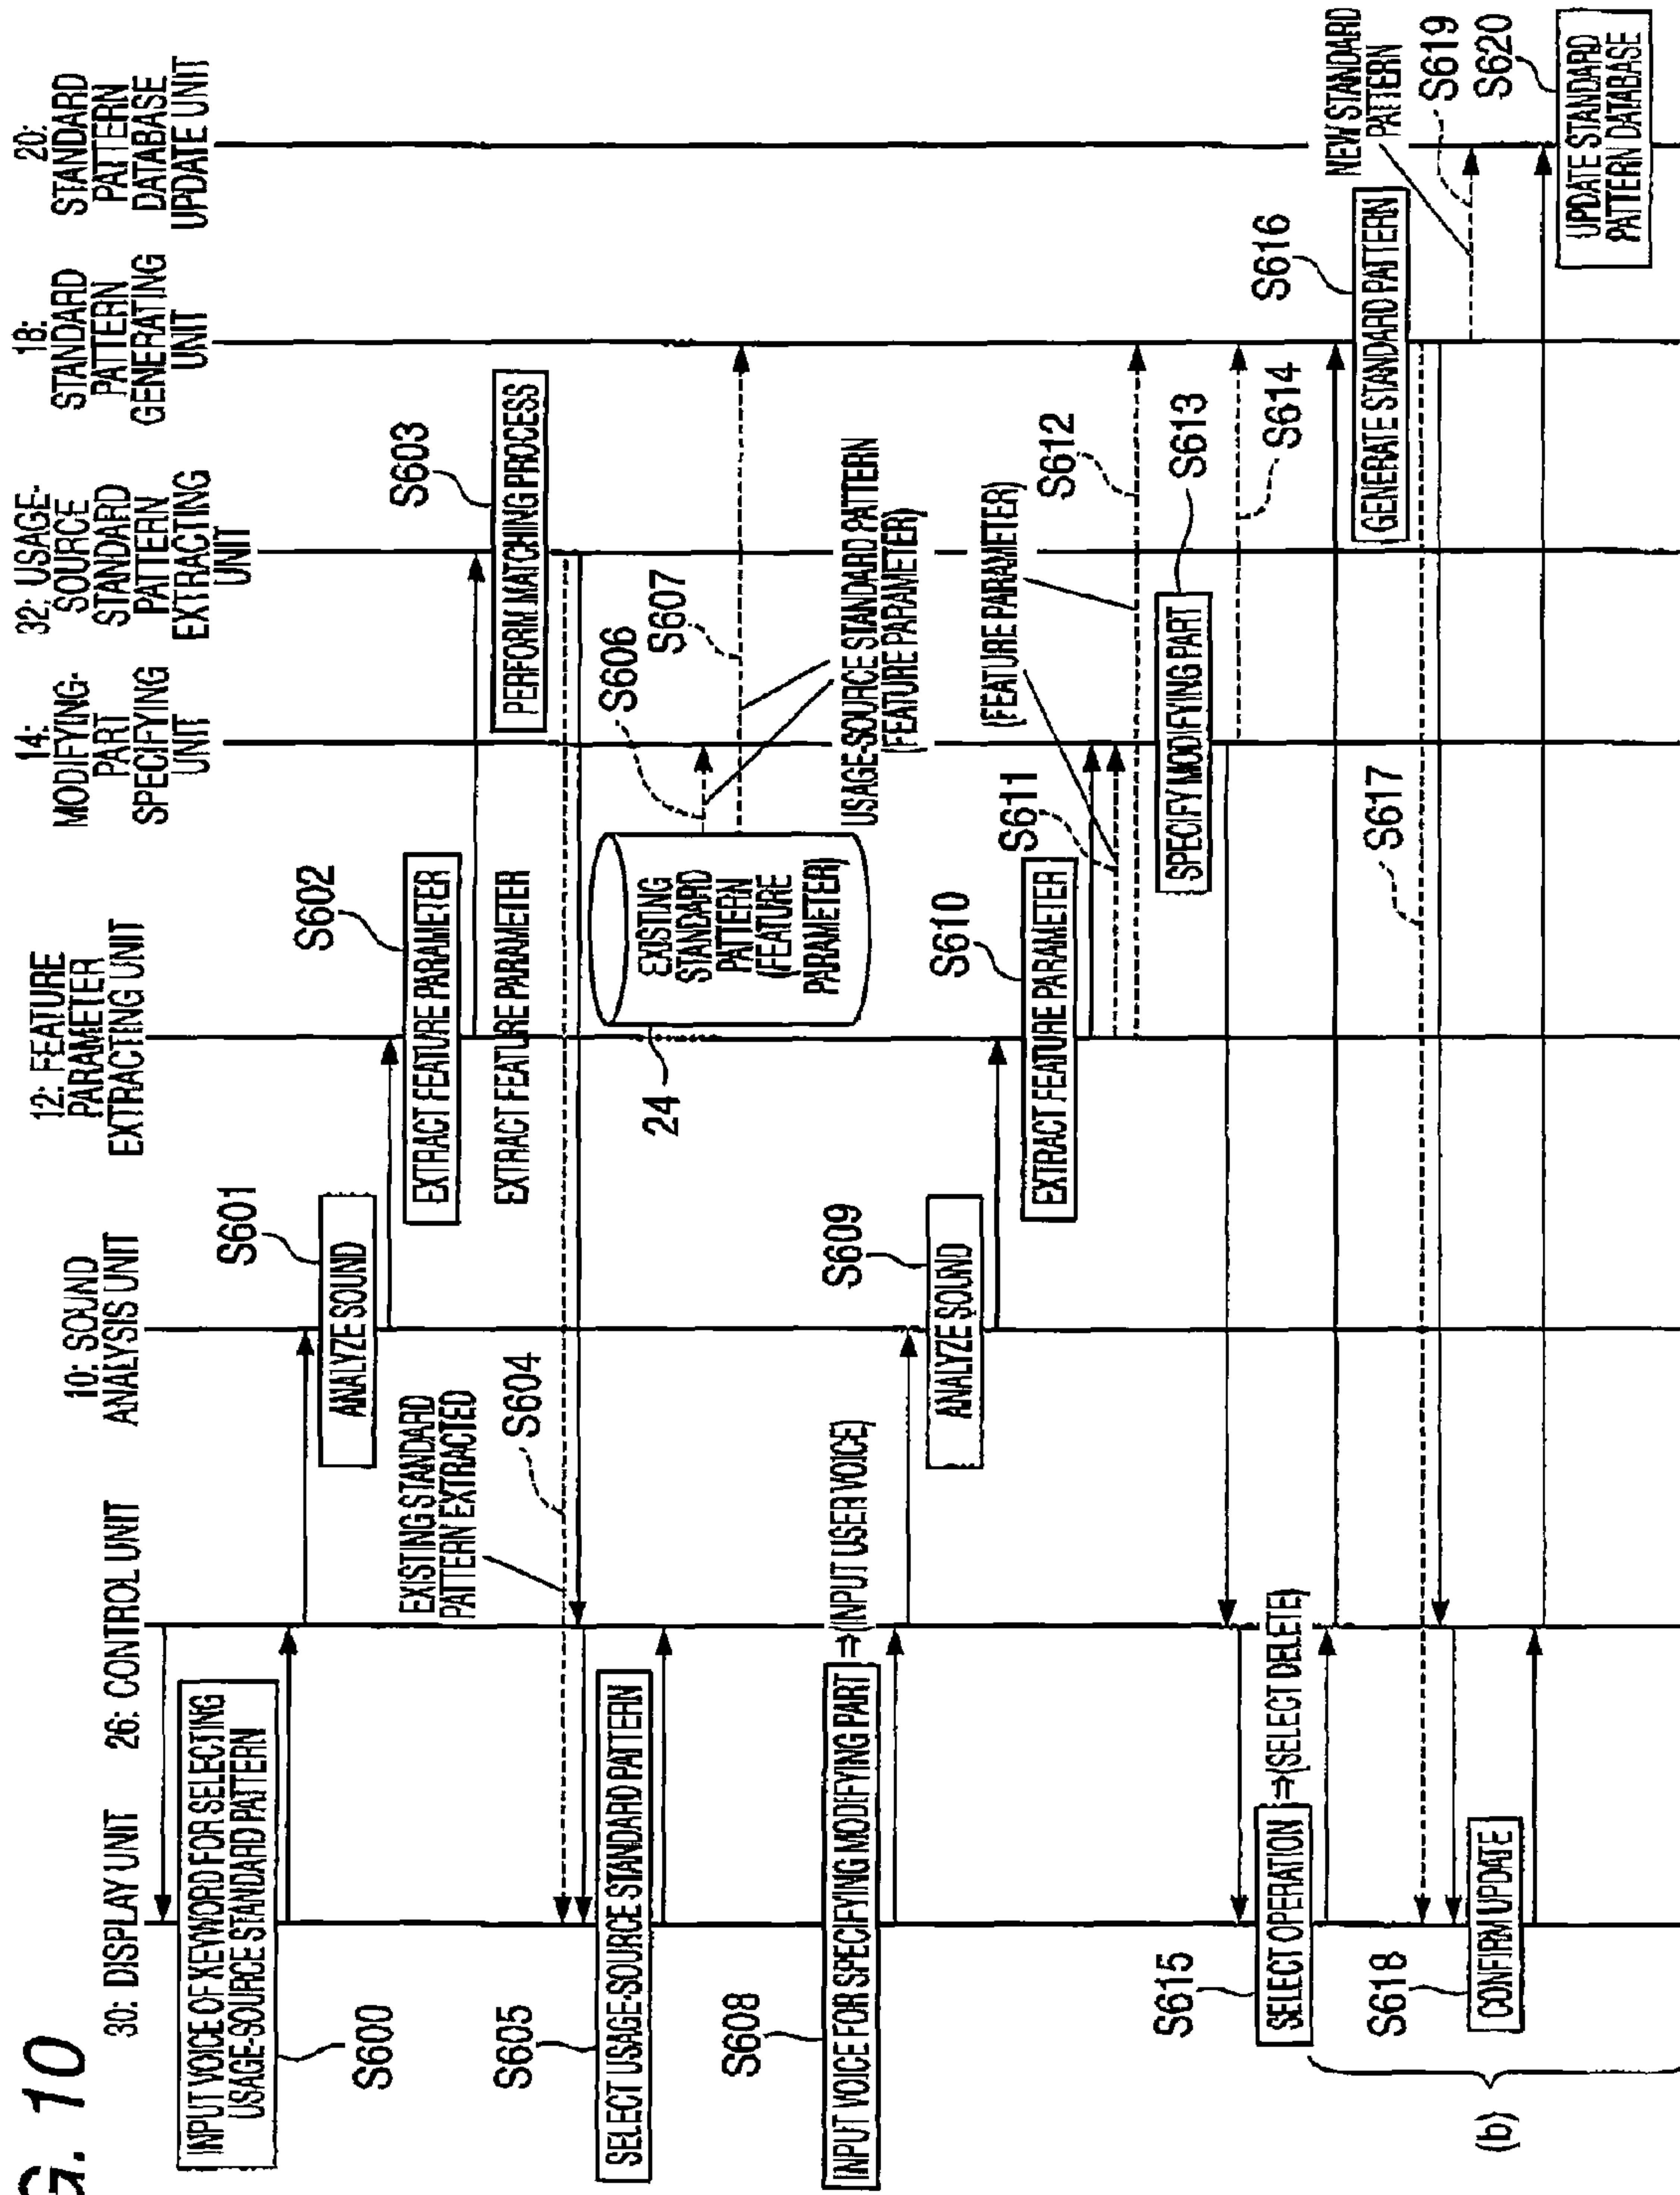 G. 10
30: DISPLAY UNIT
26: CONTROL UNIT
10: SOUND
ANALYSIS UNIT
12: FEATURE
PARAMETER
EXTRACTING UNIT
14:
MODIFYING-
PART
SPECIFYING
UNIT
32: USAGE-
SOURCE
STANDARD
PATTERN
EXTRACTING
UNIT
18:
STANDARD
PATTERN
GENERATING
UNIT
20:
STANDARD
PATTERN
DATABASE
UPDATE UNIT
INPUT VOICE OF KEYWORD FOR SELECTING
USAGE-SOURCE STANDARD PATTERN
S600
S601
ANALYZE SOUND
S602
EXTRACT FEATURE PARAMETER
S603
PERFORM MATCHING PROCESS
EXTRACT FEATURE PARAMETER
EXISTING STANDARD
PATTERN EXTRACTED
S604
S605
SELECT USAGE-SOURCE STANDARD PATTERN
24
EXISTING
STANDARD
PATTERN
(FEATURE
PARAMETER)
S606
S607
USAGE-SOURCE STANDARD PATTERN
(FEATURE PARAMETER)
S608
INPUT VOICE FOR SPECIFYING MODIFYING PART ⇒(INPUT USER VOICE)
S609
ANALYZE SOUND
S610
EXTRACT FEATURE PARAMETER
S611
(FEATURE PARAMETER)
S612
S613
SPECIFY MODIFYING PART
S614
S615
SELECT OPERATION ⇒(SELECT DELETE)
S616
GENERATE STANDARD PATTERN
S617
NEW STANDARD
PATTERN
S619
S618
CONFIRM UPDATE
S620
UPDATE STANDARD
PATTERN DATABASE
(b)